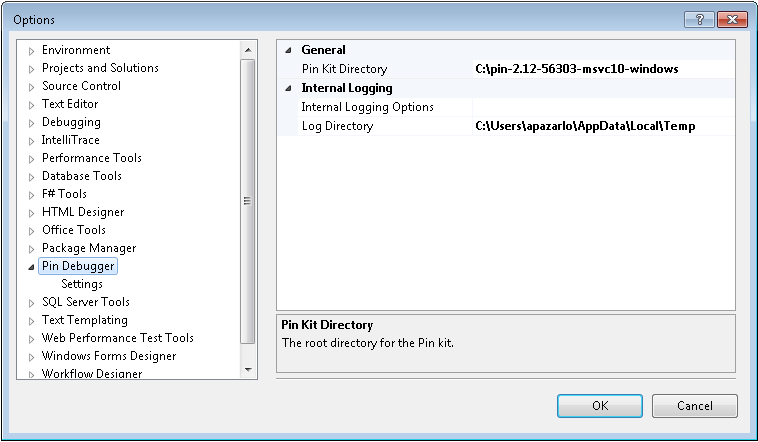 Options
Environment
Projects and Solutions
Source Control
Text Editor
Debugging
IntelliTrace
Performance Tools
Database Tools
F# Tools
HTML Designer
Office Tools
Package Manager
Pin Debugger
Settings
SQL Server Tools
Text Templating
Web Performance Test Tools
Windows Forms Designer
Workflow Designer
General
Pin Kit Directory C:\pin-2.12-56303-msvc10-windows
Internal Logging
Internal Logging Options
Log Directory C:\Users\apazarlo\AppData\Local\Temp
Pin Kit Directory
The root directory for the Pin kit.
OK Cancel